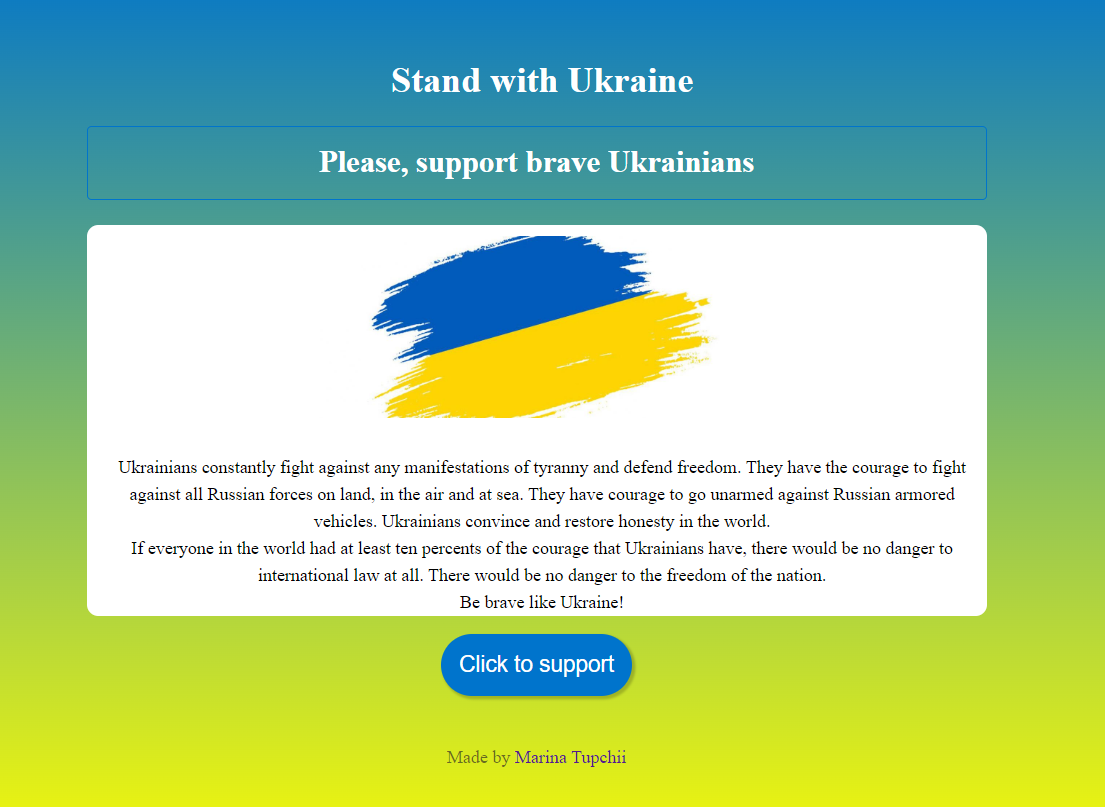 Stand with Ukraine
Please, support brave Ukrainians
Ukrainians constantly fight against any manifestations of tyranny and defend freedom. They have the courage to fight
against all Russian forces on land, in the air and at sea. They have courage to go unarmed against Russian armored
vehicles. Ukrainians convince and restore honesty in the world.
If everyone in the world had at least ten percents of the courage that Ukrainians have, there would be no danger to
international law at all. There would be no danger to the freedom of the nation.
Be brave like Ukraine!
Click to support
Made by Marina Tupchii